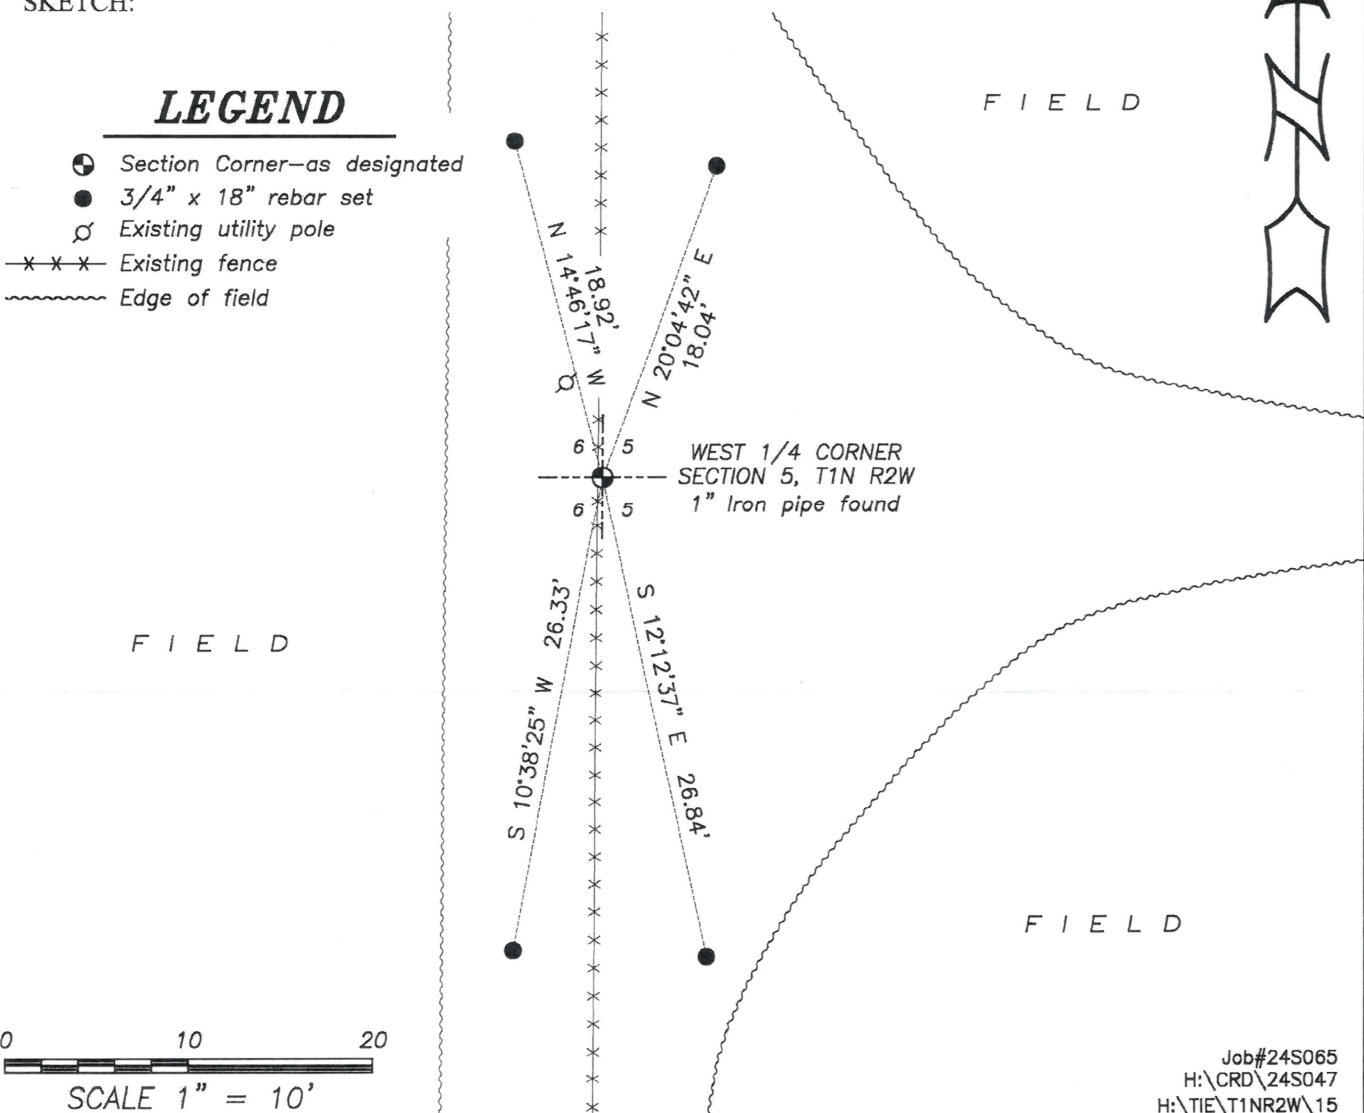 SKETCH:
LEGEND
Section Corner—as designated
3/4" x 18" rebar set
Existing utility pole
Existing fence
Edge of field
FIELD
N
N 14°46'17" W
18.92'
N 20°04'42" E
18.04'
6 5
WEST 1/4 CORNER
SECTION 5, T1N R2W
1" Iron pipe found
6 5
FIELD
S 10°38'25" W 26.33'
S 12°12'37" E 26.84'
FIELD
0 10 20
SCALE 1" = 10'
Job#24S065
H:\CRD\24S047
H:\TIE\T1NR2W\15